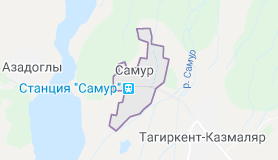 Азадоглы
Самур
Станция "Самур"
р. Самур
Тагиркент-Казмаляр